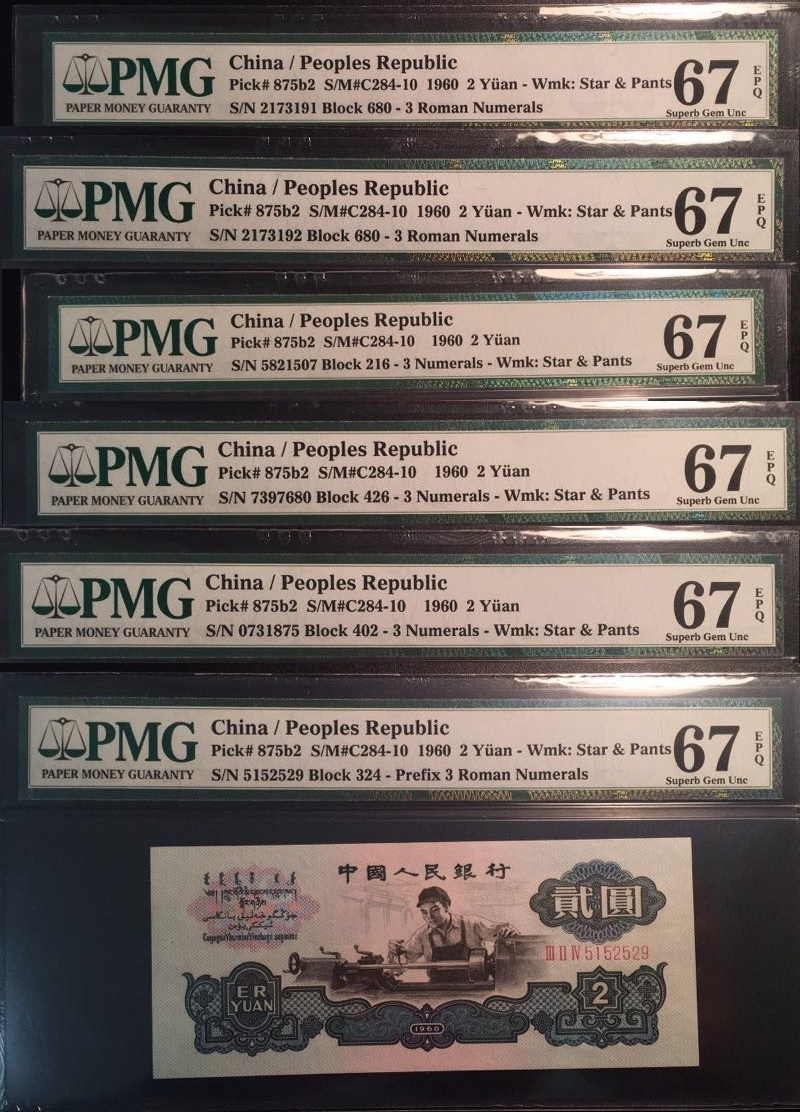 PMG
PAPER MONEY GUARANTY
China / Peoples Republic
Pick# 875b2 S/M#C284-10 1960 2 Yüan - Wmk: Star & Pants
S/N 2173191 Block 680 - 3 Roman Numerals
67
EPQ
Superb Gem Unc
PMG
PAPER MONEY GUARANTY
China / Peoples Republic
Pick# 875b2 S/M#C284-10 1960 2 Yüan - Wmk: Star & Pants
S/N 2173192 Block 680 - 3 Roman Numerals
67
EPQ
Superb Gem Unc
PMG
PAPER MONEY GUARANTY
China / Peoples Republic
Pick# 875b2 S/M#C284-10 1960 2 Yüan
S/N 5821507 Block 216 - 3 Numerals - Wmk: Star & Pants
67
EPQ
Superb Gem Unc
PMG
PAPER MONEY GUARANTY
China / Peoples Republic
Pick# 875b2 S/M#C284-10 1960 2 Yüan
S/N 7397680 Block 426 - 3 Numerals - Wmk: Star & Pants
67
EPQ
Superb Gem Unc
PMG
PAPER MONEY GUARANTY
China / Peoples Republic
Pick# 875b2 S/M#C284-10 1960 2 Yüan
S/N 0731875 Block 402 - 3 Numerals - Wmk: Star & Pants
67
EPQ
Superb Gem Unc
PMG
PAPER MONEY GUARANTY
China / Peoples Republic
Pick# 875b2 S/M#C284-10 1960 2 Yüan - Wmk: Star & Pants
S/N 5152529 Block 324 - Prefix 3 Roman Numerals
67
EPQ
Superb Gem Unc
中國人民銀行
貳圓
III II IV 5152529
ER
YUAN
2
1960